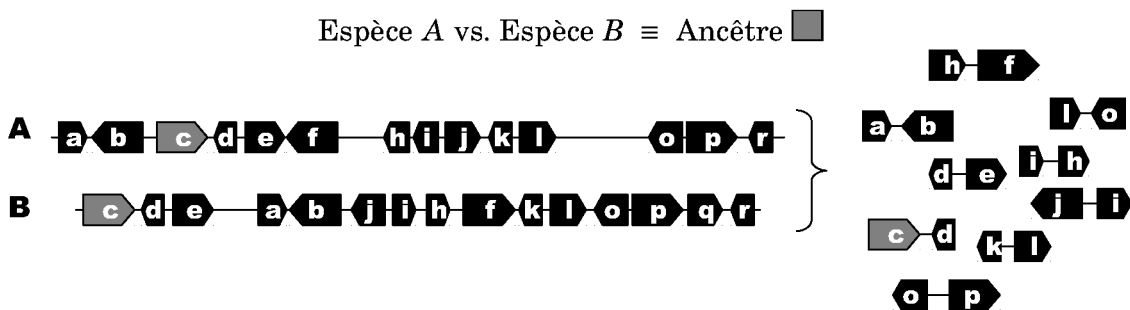 Espèce A vs. Espèce B ≡ Ancêtre
h f
A a b c d e f h i j k l o p r
a b
l o
d e
i h
B c d e a b j i h f k l o p q r
j i
c d
k l
o p